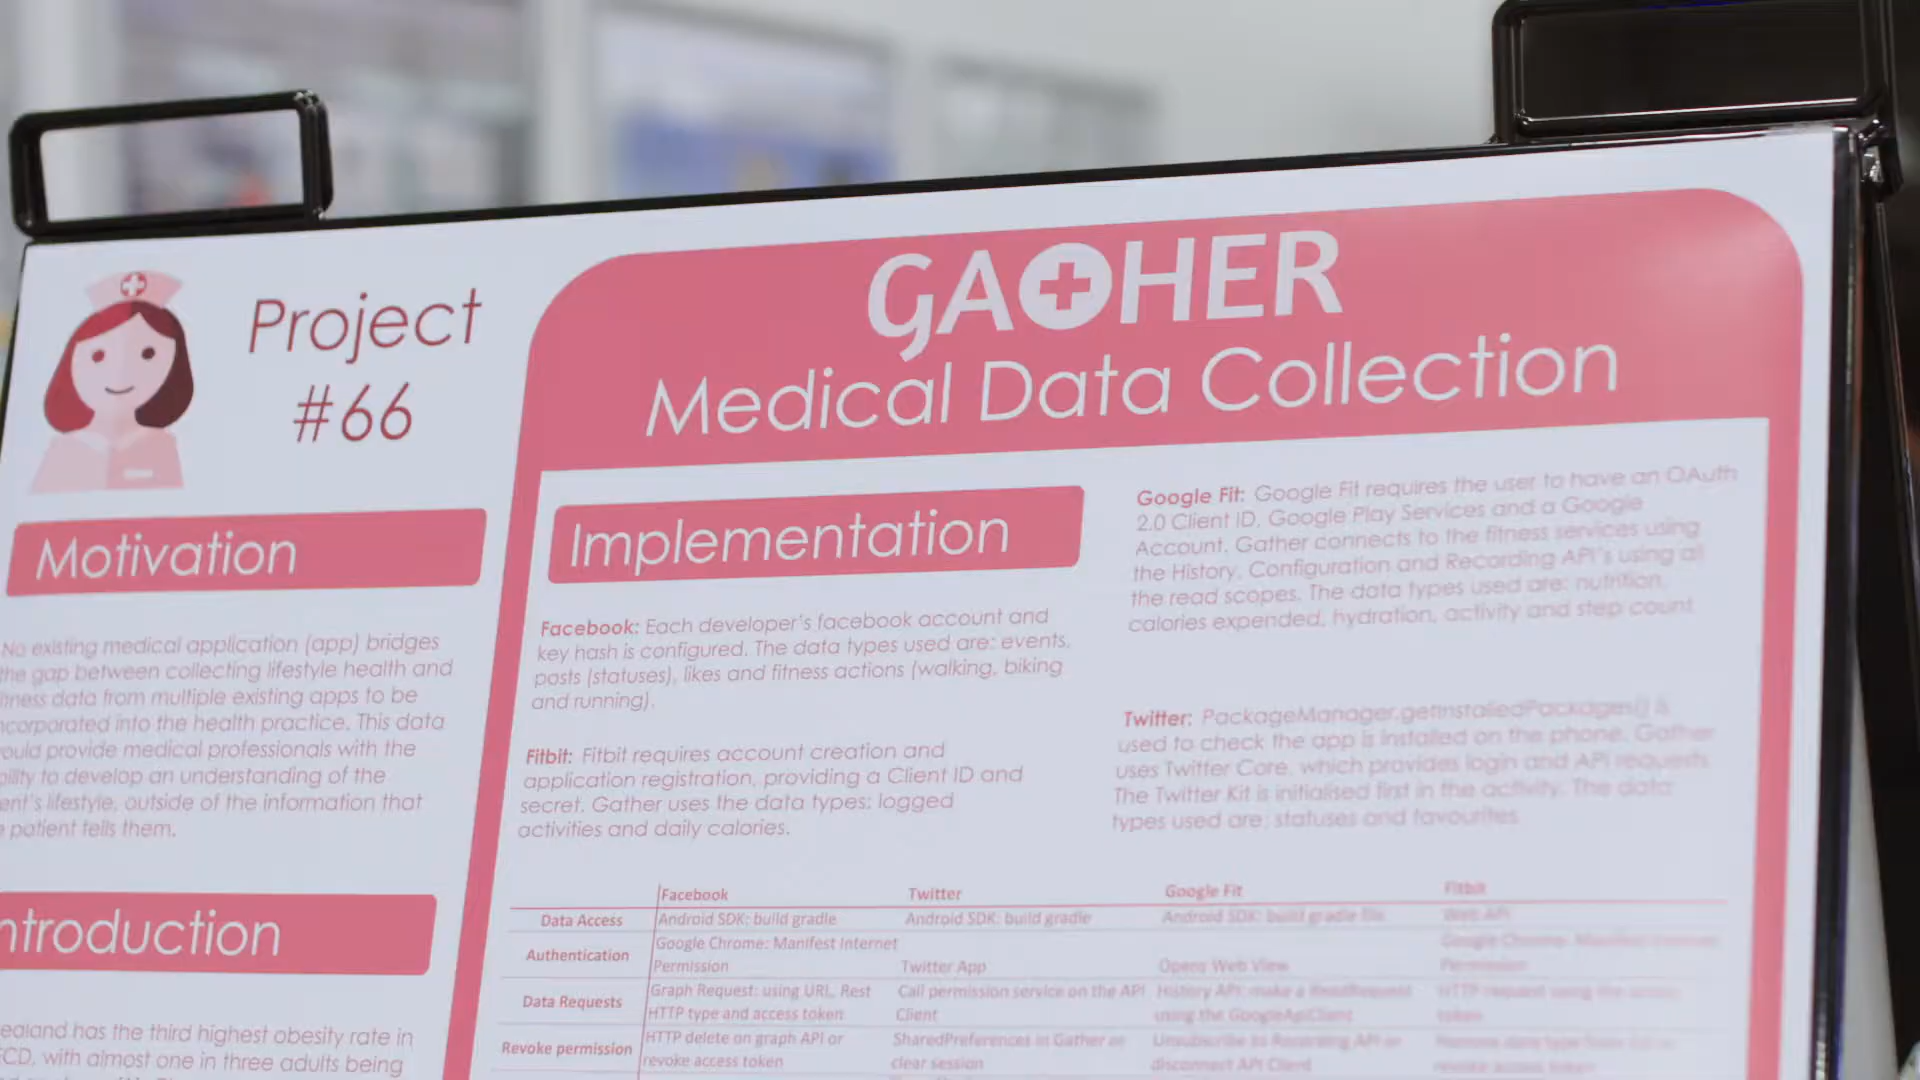 Project
#66
GATHER
Medical Data Collection
Motivation
No existing medical application (app) bridges
the gap between collecting lifestyle health and
data from multiple existing apps to be
into the health practice. This data
provide medical professionals with the
to develop an understanding of the
lifestyle, outside of the information that
patient tells them.
ntroduction
ealand has the third highest obesity rate in
with almost one in three adults being
Implementation
Facebook: Each developer's facebook account and
key hash is configured. The data types used are: events,
posts (statuses), likes and fitness actions (walking, biking
and running).
Fitbit: Fitbit requires account creation and
application registration, providing a Client ID and
secret. Gather uses the data types: logged
activities and daily calories.
Google Fit: Google Fit requires the user to have an OAuth
2.0 Client ID, Google Play Services and a Google
Account. Gather connects to the fitness services using
the History, Configuration and Recording API's using all
the read scopes. The data types used are: nutrition,
calories expended, hydration, activity and step count
Twitter: PackageManager.getInstalledPackages() is
used to check the app is installed on the phone. Gather
uses Twitter Core, which provides login and API requests.
The Twitter Kit is initialised first in the activity. The data
types used are: statuses and favourites
Facebook Twitter Google Fit Fitbit
Data Access Android SDK: build gradle Android SDK: build gradle Android SDK: build gradle file Web API
Authentication Google Chrome: Manifest Internet Google Chrome: Manifest Internet
Permission Twitter App Opens Web View Permission
Data Requests Graph Request: using URL, Rest Call permission service on the API History API: make a ReadRequest HTTP request using the access
HTTP type and access token Client using the GoogleApiClient token
Revoke permission HTTP delete on graph API or SharedPreferences in Gather or Unsubscribe to Recording API or
revoke access token clear session disconnect API Client revoke access token